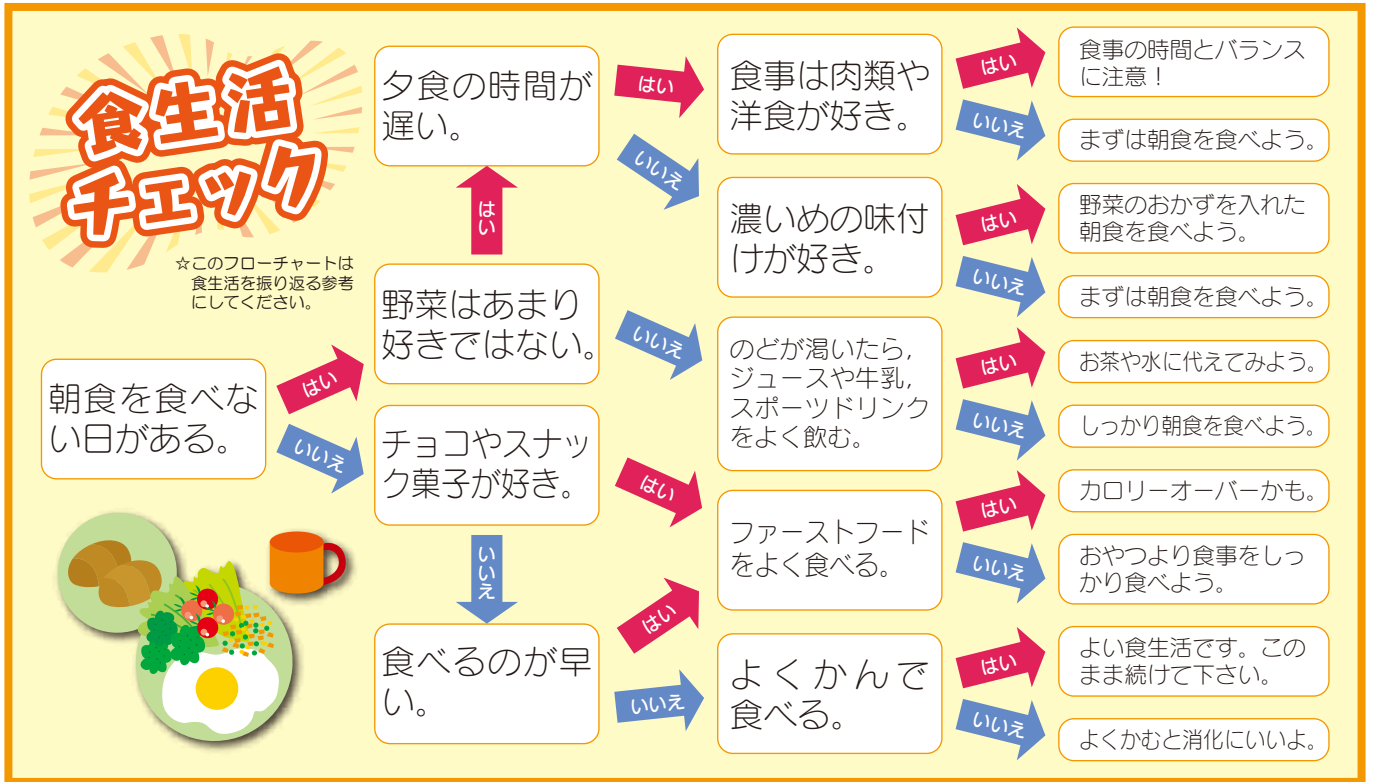 食生活
チェック
☆このフローチャートは
食生活を振り返る参考
にしてください。
朝食を食べな
い日がある。
はい
いいえ
野菜はあまり
好きではない。
はい
いいえ
夕食の時間が
遅い。
はい
いいえ
チョコやスナッ
ク菓子が好き。
はい
いいえ
食べるのが早
い。
はい
いいえ
食事は肉類や
洋食が好き。
はい
いいえ
濃いめの味付
けが好き。
はい
いいえ
のどが渇いたら,
ジュースや牛乳,
スポーツドリンク
をよく飲む。
はい
いいえ
ファーストフード
をよく食べる。
はい
いいえ
よくかんで
食べる。
はい
いいえ
食事の時間とバランス
に注意！
まずは朝食を食べよう。
野菜のおかずを入れた
朝食を食べよう。
まずは朝食を食べよう。
お茶や水に代えてみよう。
しっかり朝食を食べよう。
カロリーオーバーかも。
おやつより食事をしっ
かり食べよう。
よい食生活です。この
まま続けて下さい。
よくかむと消化にいいよ。